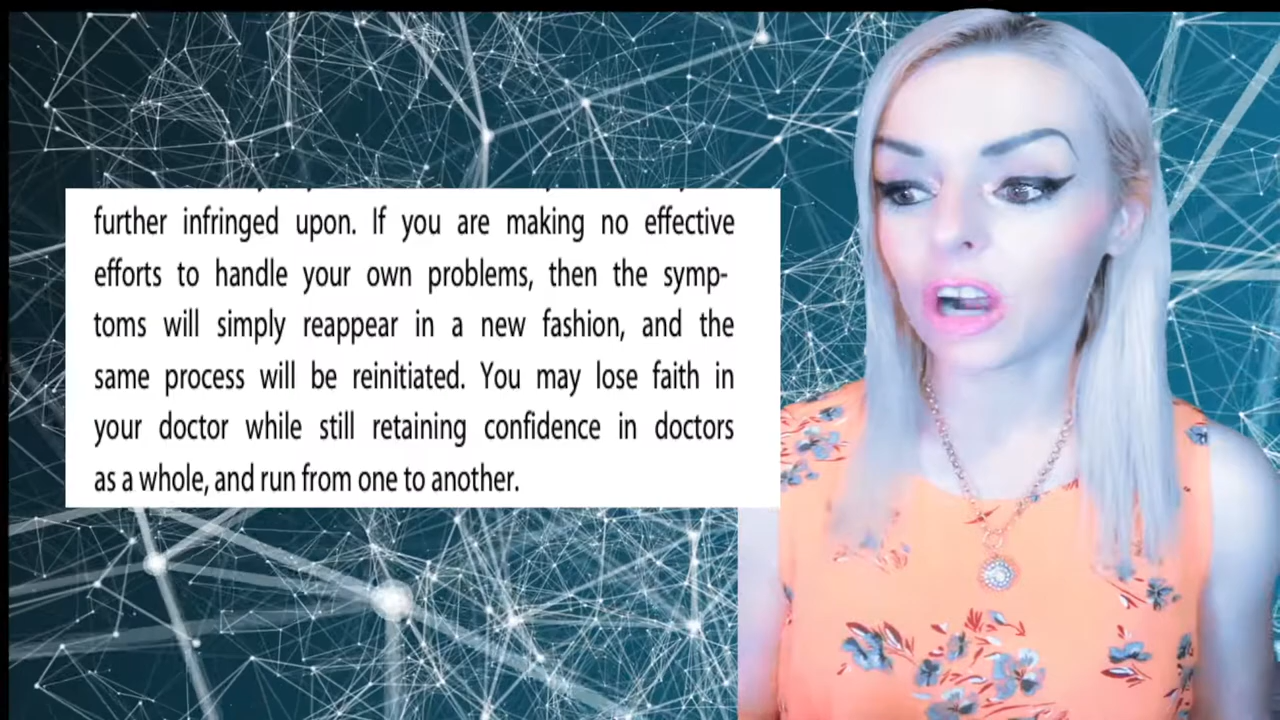 further infringed upon. If you are making no effective
efforts to handle your own problems, then the symp-
toms will simply reappear in a new fashion, and the
same process will be reinitiated. You may lose faith in
your doctor while still retaining confidence in doctors
as a whole, and run from one to another.